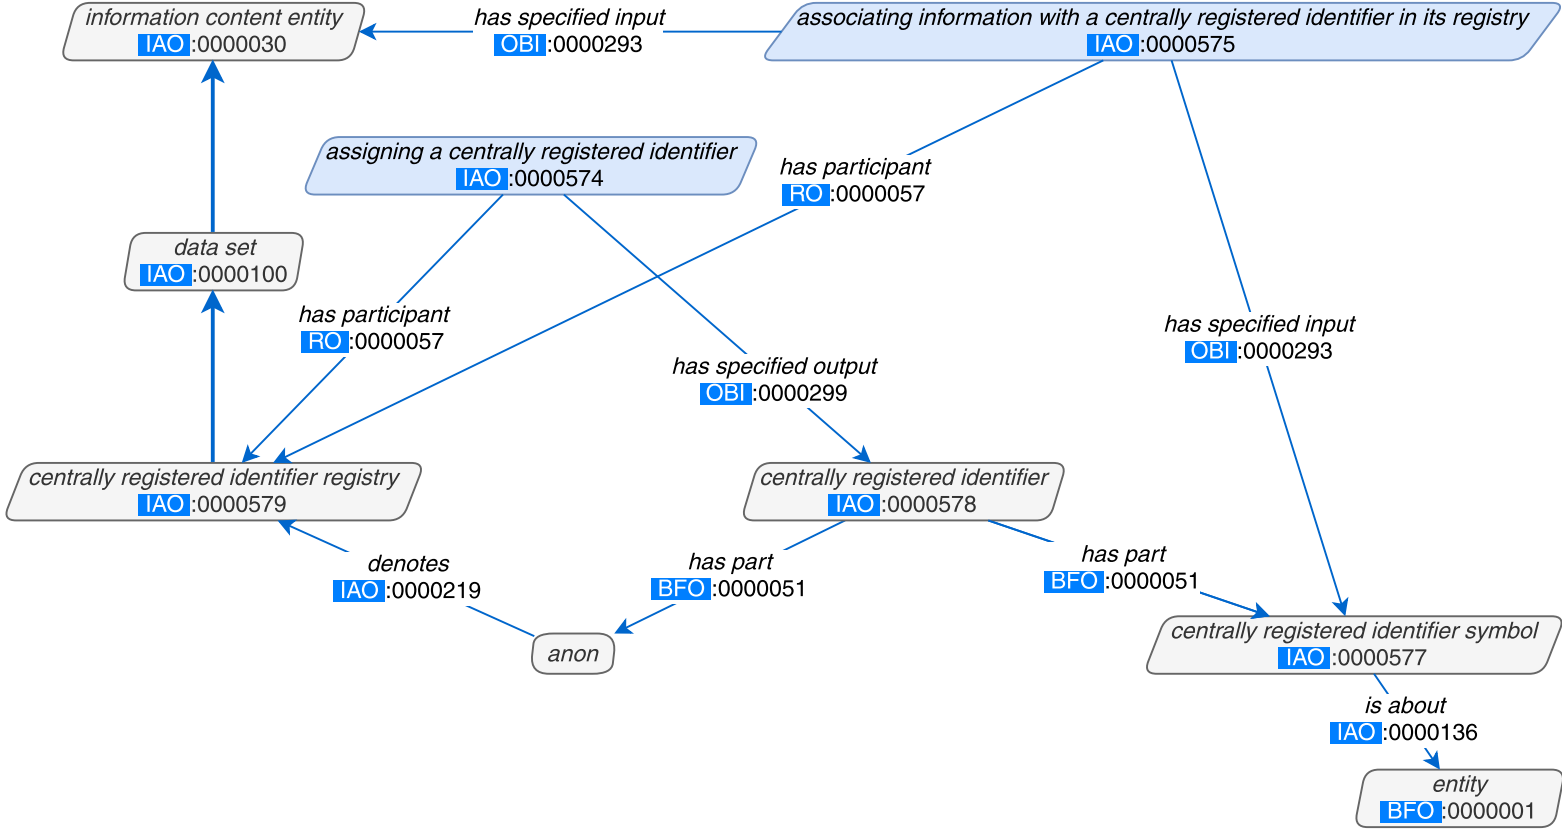 information content entity
IAO:0000030
has specified input
OBI:0000293
associating information with a centrally registered identifier in its registry
IAO:0000575
assigning a centrally registered identifier
IAO:0000574
has participant
RO:0000057
data set
IAO:0000100
has participant
RO:0000057
has specified input
OBI:0000293
has specified output
OBI:0000299
centrally registered identifier registry
IAO:0000579
centrally registered identifier
IAO:0000578
denotes
IAO:0000219
has part
BFO:0000051
has part
BFO:0000051
anon
centrally registered identifier symbol
IAO:0000577
is about
IAO:0000136
entity
BFO:0000001